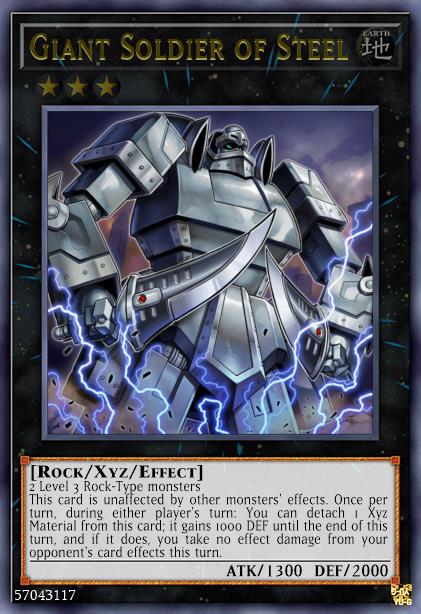 GIANT SOLDIER OF STEEL
EARTH
地
[ROCK/XYZ/EFFECT]
2 Level 3 Rock-Type monsters
This card is unaffected by other monsters' effects. Once per
turn, during either player's turn: You can detach 1 Xyz
Material from this card; it gains 1000 DEF until the end of this
turn, and if it does, you take no effect damage from your
opponent's card effects this turn.
ATK/1300 DEF/2000
57043117